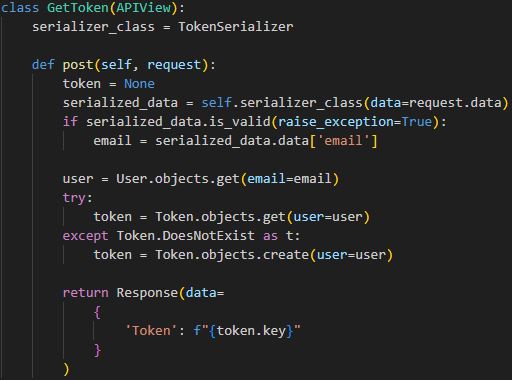 class GetToken(APIView):
    serializer_class = TokenSerializer

    def post(self, request):
        token = None
        serialized_data = self.serializer_class(data=request.data)
        if serialized_data.is_valid(raise_exception=True):
            email = serialized_data.data['email']

        user = User.objects.get(email=email)
        try:
            token = Token.objects.get(user=user)
        except Token.DoesNotExist as t:
            token = Token.objects.create(user=user)

        return Response(data=
            {
                'Token': f"{token.key}"
            }
        )